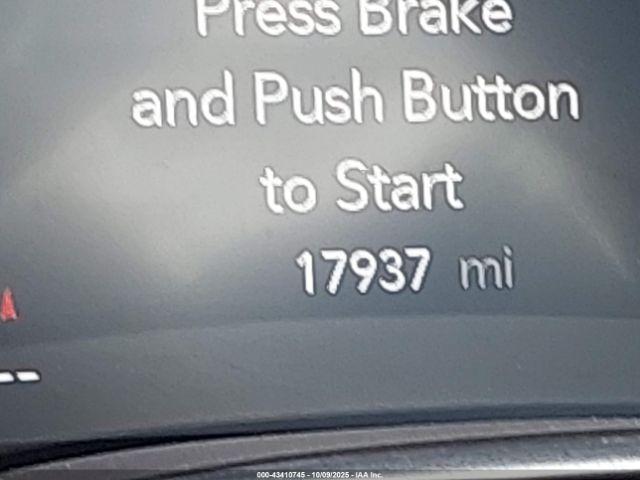 Press Brake
and Push Button
to Start
17937 mi
000-43410745 - 10/09/2025 - IAA Inc.